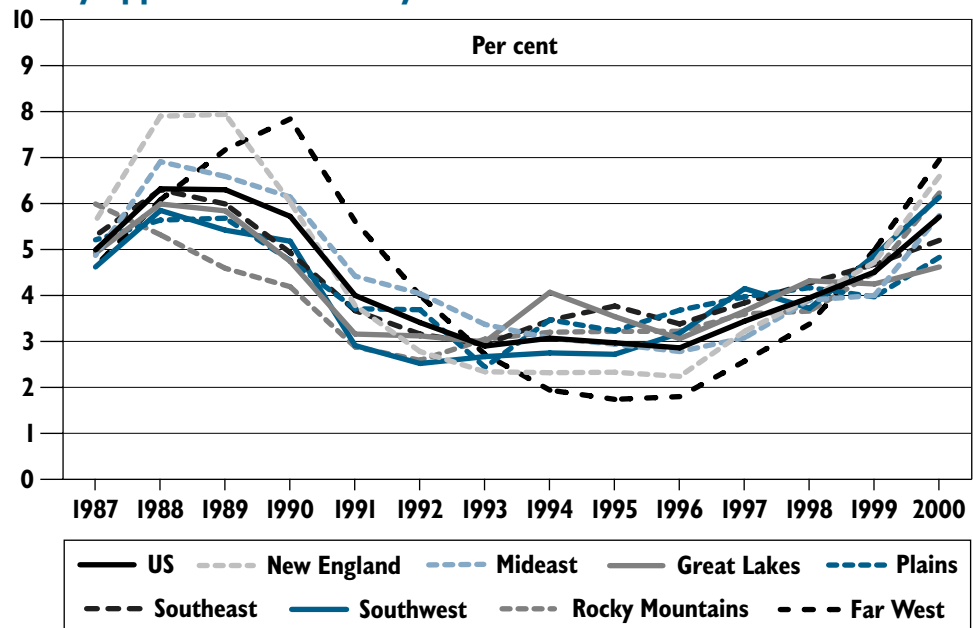 10
Per cent
9
8
7
6
5
4
3
2
1
0
1987 1988 1989 1990 1991 1992 1993 1994 1995 1996 1997 1998 1999 2000
US New England Mideast Great Lakes Plains
Southeast Southwest Rocky Mountains Far West